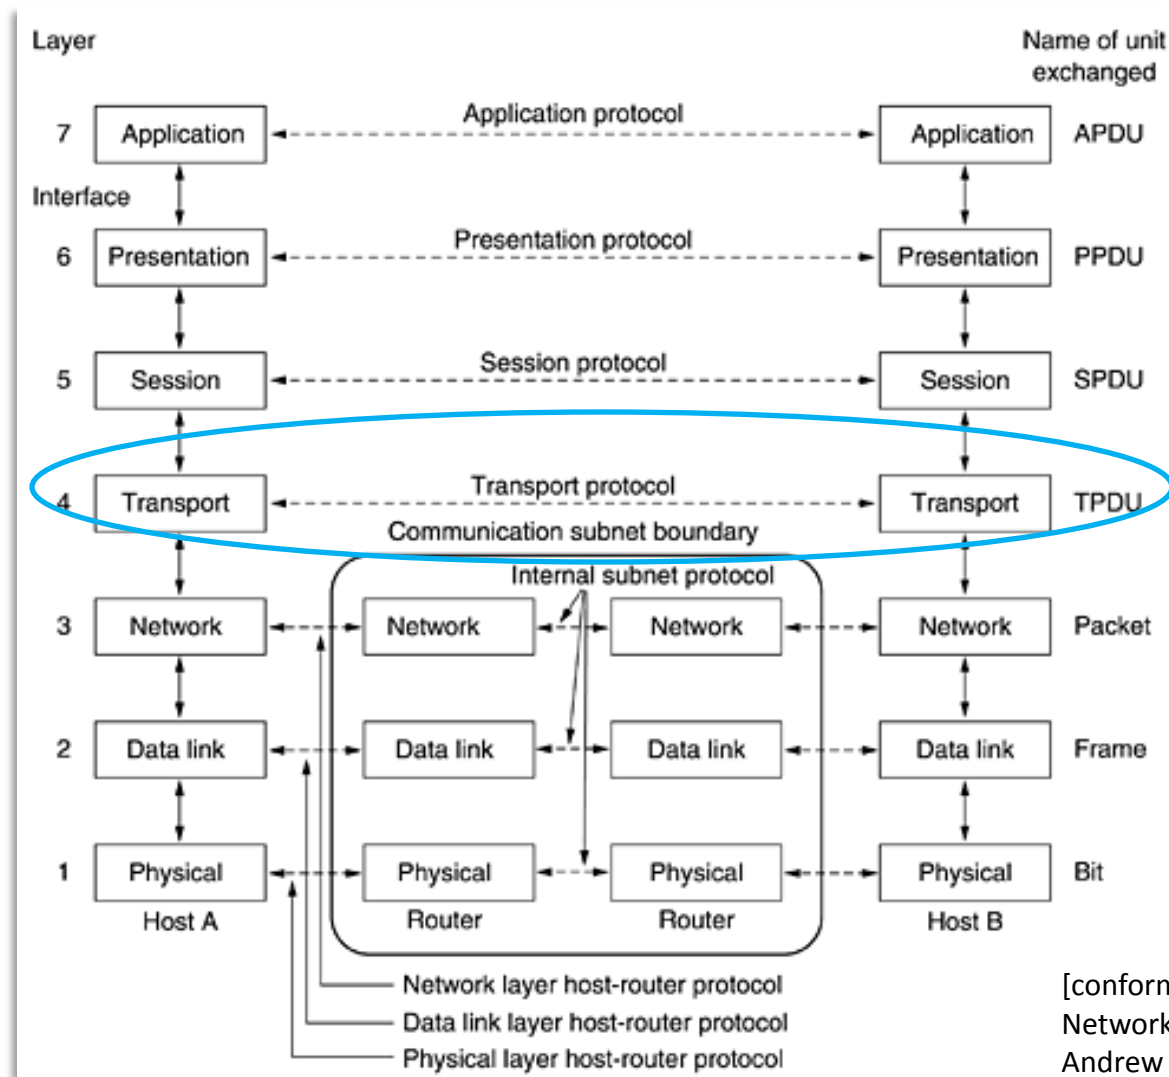 Layer
Name of unit
exchanged
Application protocol
7 Application Application APDU
Interface
Presentation protocol
6 Presentation Presentation PPDU
Session protocol
5 Session Session SPDU
Transport protocol
4 Transport Transport TPDU
Communication subnet boundary
Internal subnet protocol
3 Network Network Network Network Packet
2 Data link Data link Data link Data link Frame
1 Physical Physical Physical Physical Bit
Host A Router Router Host B
Network layer host-router protocol
Data link layer host-router protocol
Physical layer host-router protocol
[conform
Network
Andrew